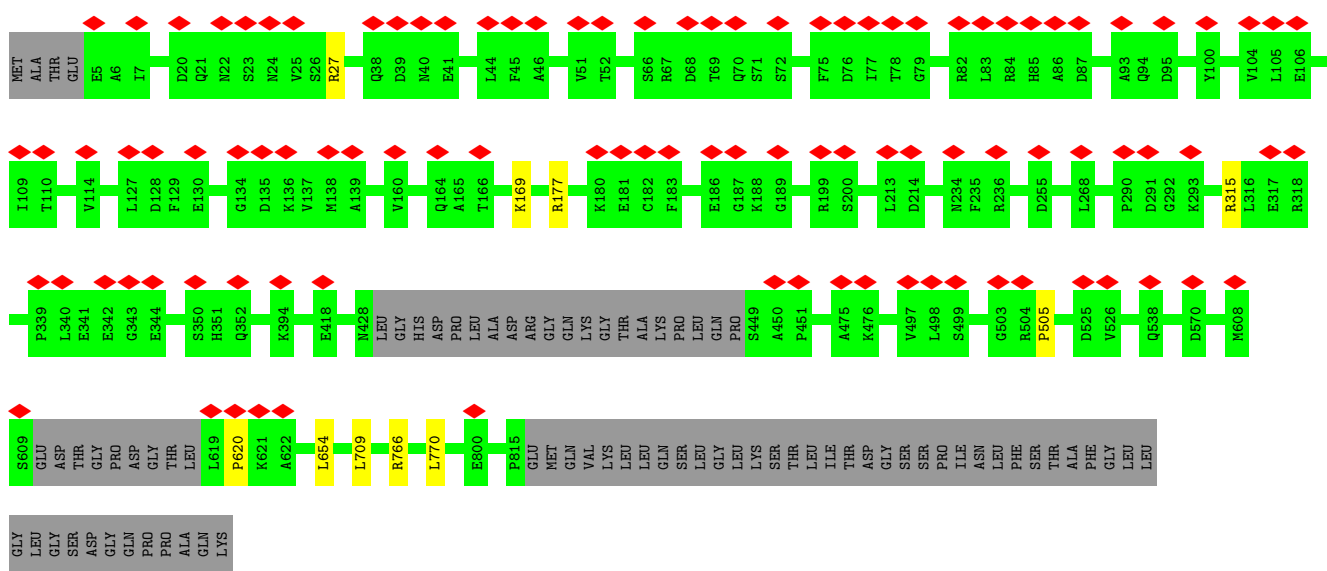 MET ALA THR GLU E5 A6 I7 D20 Q21 N22 S23 N24 V25 S26 R27 Q38 D39 N40 E41 L44 F45 A46 V51 T52 S66 R67 D68 T69 Q70 S71 S72 F75 D76 I77 T78 G79 R82 L83 R84 H85 A86 D87 A93 Q94 D95 Y100 V104 L105 E106
I109 T110 V114 L127 D128 F129 E130 G134 D135 K136 V137 M138 A139 V160 Q164 A165 T166 K169 R177 K180 E181 C182 F183 E186 G187 K188 G189 R199 S200 L213 D214 N234 F235 R236 D255 L268 P290 D291 G292 K293 R315 L316 E317 R318
P339 L340 E341 E342 G343 E344 S350 H351 Q352 K394 E418 N428 LEU GLY HIS ASP PRO LEU ALA ASP ARG GLY GLN LYS GLY THR ALA LYS PRO LEU GLN PRO S449 A450 P451 A475 K476 V497 L498 S499 G503 R504 P505 D525 V526 Q538 D570 M608
S609 GLU ASP THR GLY PRO ASP GLY THR LEU L619 P620 K621 A622 L654 L709 R766 L770 E800 P815 GLU MET GLN VAL LYS LEU LEU GLN SER LEU GLY LEU LYS SER THR LEU ILE THR ASP GLY SER SER PRO ILE ASN LEU PHE SER THR ALA PHE GLY LEU LEU
GLY LEU GLY SER ASP GLY GLN PRO PRO ALA GLN LYS